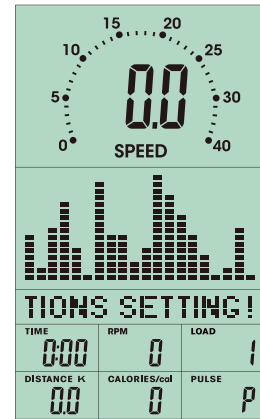 15 20
10 25
5 30
0.0
0 40
SPEED
TIONS SETTING!
TIME RPM LOAD
0:00 0 1
DISTANCE K CALORIES/cal PULSE
0.0 0 P